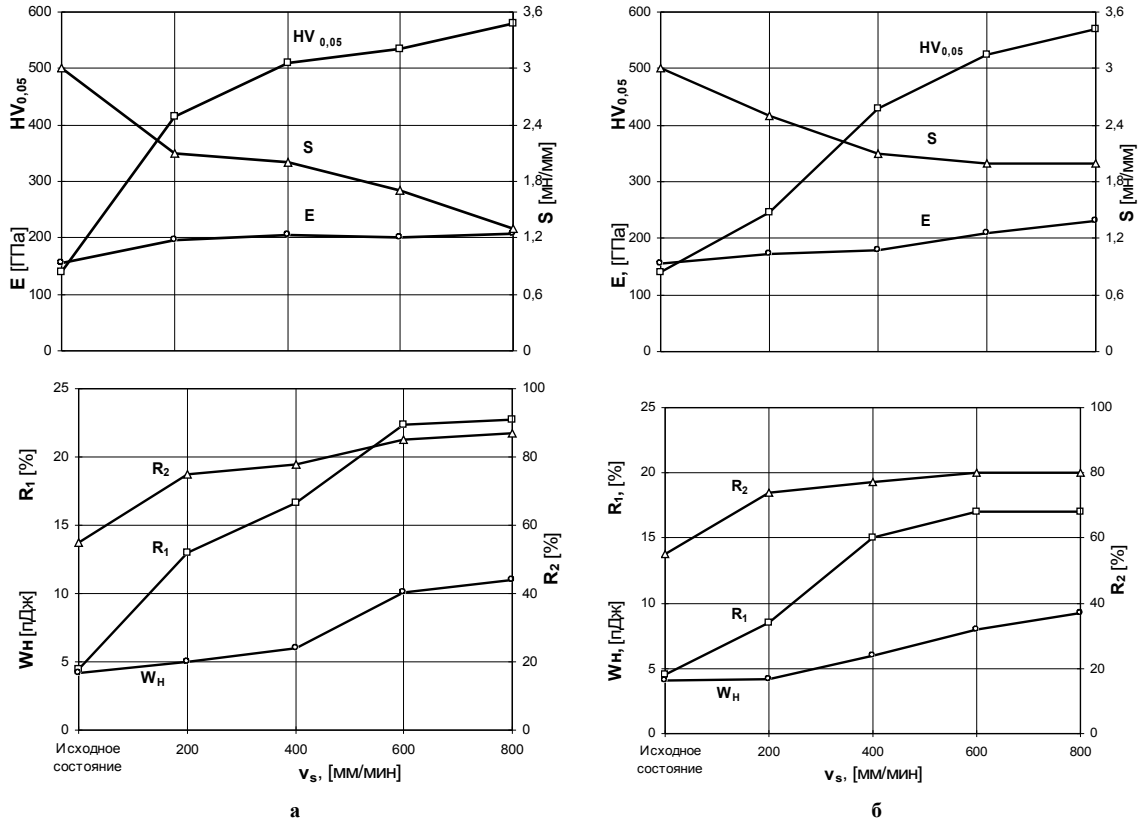 600
500
400
300
200
100
0
HV0,05
E [ГПа]
HV 0,05
S
E
3,6
3
2,4
1,8
1,2
0,6
0
S [мн/мм]
600
500
400
300
200
100
0
HV0,05
E, [ГПа]
HV0,05
S
E
3,6
3
2,4
1,8
1,2
0,6
0
S [мн/мм]
25
20
15
10
5
0
R1 [%]
WH [пДж]
R2
R1
WH
100
80
60
40
20
0
R2 [%]
Исходное
состояние
200
400
600
800
vs, [мм/мин]
а
25
20
15
10
5
0
R1, [%]
WH, [пДж]
R2
R1
WH
100
80
60
40
20
0
R2 [%]
Исходное
состояние
200
400
600
800
vs, [мм/мин]
б